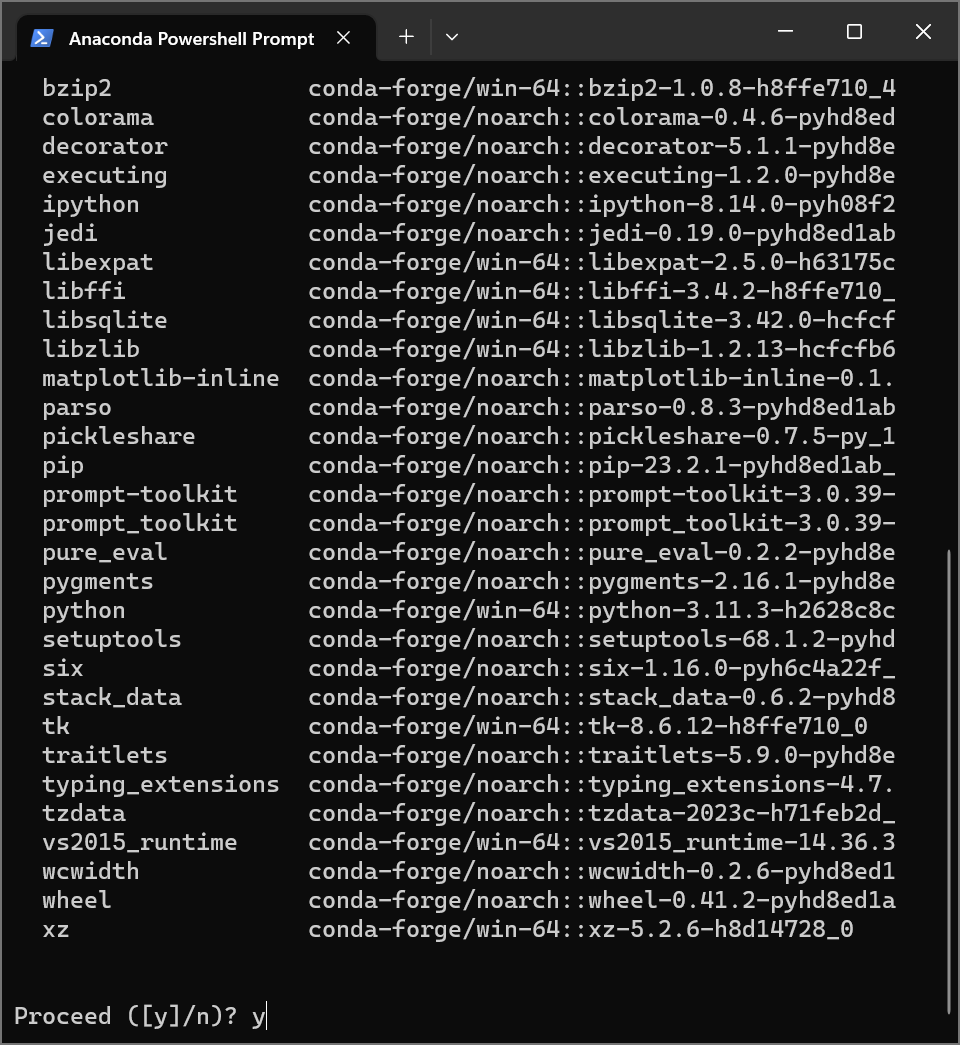 Anaconda Powershell Prompt
bzip2 conda-forge/win-64::bzip2-1.0.8-h8ffe710_4
colorama conda-forge/noarch::colorama-0.4.6-pyhd8ed
decorator conda-forge/noarch::decorator-5.1.1-pyhd8e
executing conda-forge/noarch::executing-1.2.0-pyhd8e
ipython conda-forge/noarch::ipython-8.14.0-pyh08f2
jedi conda-forge/noarch::jedi-0.19.0-pyhd8ed1ab
libexpat conda-forge/win-64::libexpat-2.5.0-h63175c
libffi conda-forge/win-64::libffi-3.4.2-h8ffe710_
libsqlite conda-forge/win-64::libsqlite-3.42.0-hcfcf
libzlib conda-forge/win-64::libzlib-1.2.13-hcfcfb6
matplotlib-inline conda-forge/noarch::matplotlib-inline-0.1.
parso conda-forge/noarch::parso-0.8.3-pyhd8ed1ab
pickleshare conda-forge/noarch::pickleshare-0.7.5-py_1
pip conda-forge/noarch::pip-23.2.1-pyhd8ed1ab_
prompt-toolkit conda-forge/noarch::prompt-toolkit-3.0.39-
prompt_toolkit conda-forge/noarch::prompt_toolkit-3.0.39-
pure_eval conda-forge/noarch::pure_eval-0.2.2-pyhd8e
pygments conda-forge/noarch::pygments-2.16.1-pyhd8e
python conda-forge/win-64::python-3.11.3-h2628c8c
setuptools conda-forge/noarch::setuptools-68.1.2-pyhd
six conda-forge/noarch::six-1.16.0-pyh6c4a22f_
stack_data conda-forge/noarch::stack_data-0.6.2-pyhd8
tk conda-forge/win-64::tk-8.6.12-h8ffe710_0
traitlets conda-forge/noarch::traitlets-5.9.0-pyhd8e
typing_extensions conda-forge/noarch::typing_extensions-4.7.
tzdata conda-forge/noarch::tzdata-2023c-h71feb2d_
vs2015_runtime conda-forge/win-64::vs2015_runtime-14.36.3
wcwidth conda-forge/noarch::wcwidth-0.2.6-pyhd8ed1
wheel conda-forge/noarch::wheel-0.41.2-pyhd8ed1a
xz conda-forge/win-64::xz-5.2.6-h8d14728_0
Proceed ([y]/n)? y